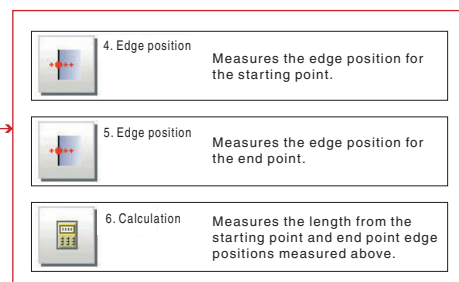 4. Edge position
Measures the edge position for
the starting point.
5. Edge position
Measures the edge position for
the end point.
6. Calculation
Measures the length from the
starting point and end point edge
positions measured above.